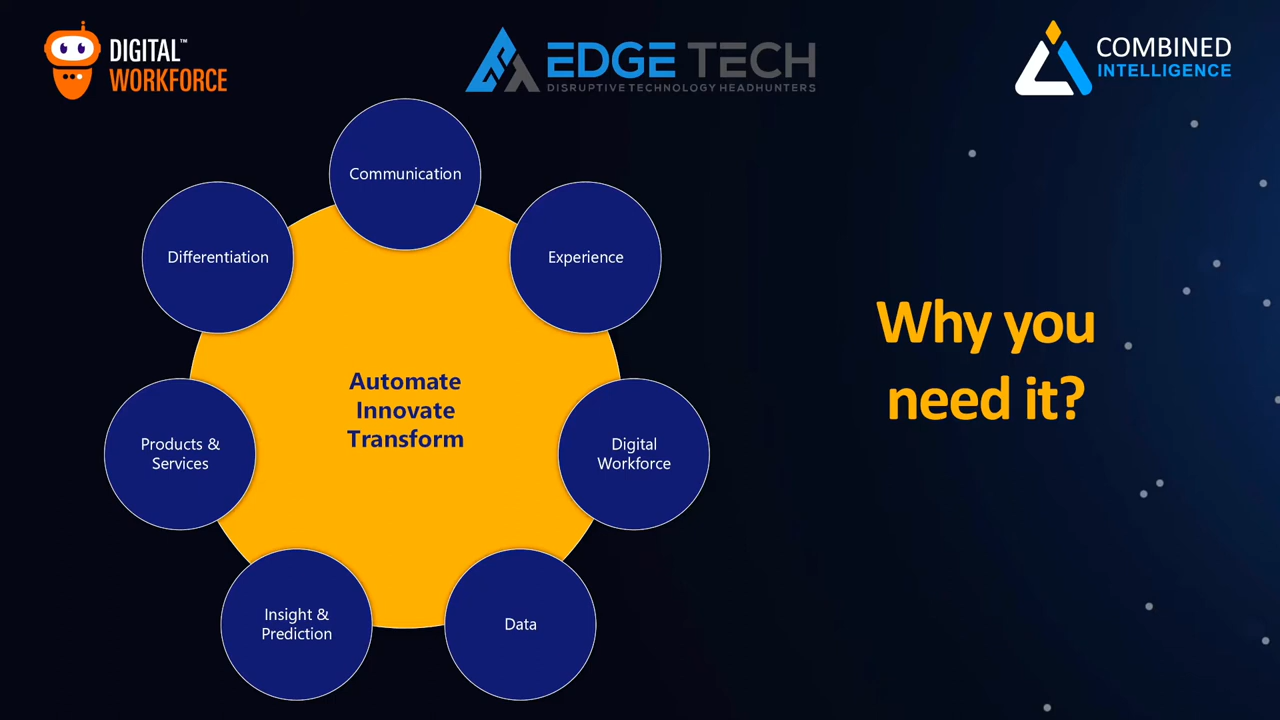 DIGITAL™
WORKFORCE
EDGE TECH
DISRUPTIVE TECHNOLOGY HEADHUNTERS
COMBINED
INTELLIGENCE
Communication
Experience
Digital
Workforce
Data
Insight &
Prediction
Products &
Services
Differentiation
Automate
Innovate
Transform
Why you
need it?